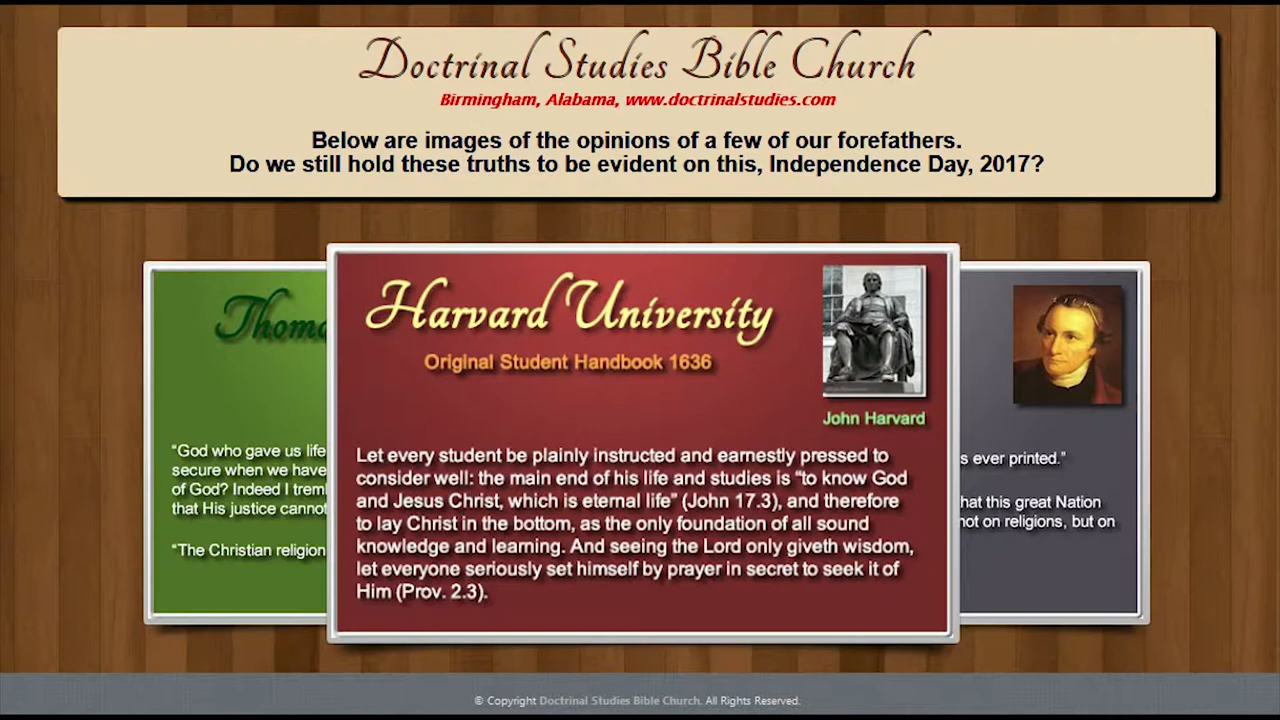 Doctrinal Studies Bible Church
Birmingham, Alabama, www.doctrinalstudies.com
Below are images of the opinions of a few of our forefathers.
Do we still hold these truths to be evident on this, Independence Day, 2017?
“God who gave us life
secure when we have
of God? Indeed I
that His justice cannot
“The Christian religion
Harvard University
Original Student Handbook 1636
John Harvard
Let every student be plainly instructed and earnestly pressed to
consider well: the main end of his life and studies is “to know God
and Jesus Christ, which is eternal life” (John 17.3), and therefore
to lay Christ in the bottom, as the only foundation of all sound
knowledge and learning. And seeing the Lord only giveth wisdom,
let everyone seriously set himself by prayer in secret to seek it of
Him (Prov. 2.3).
s ever printed.”
that this great Nation
not on religions, but on
© Copyright Doctrinal Studies Bible Church. All Rights Reserved.